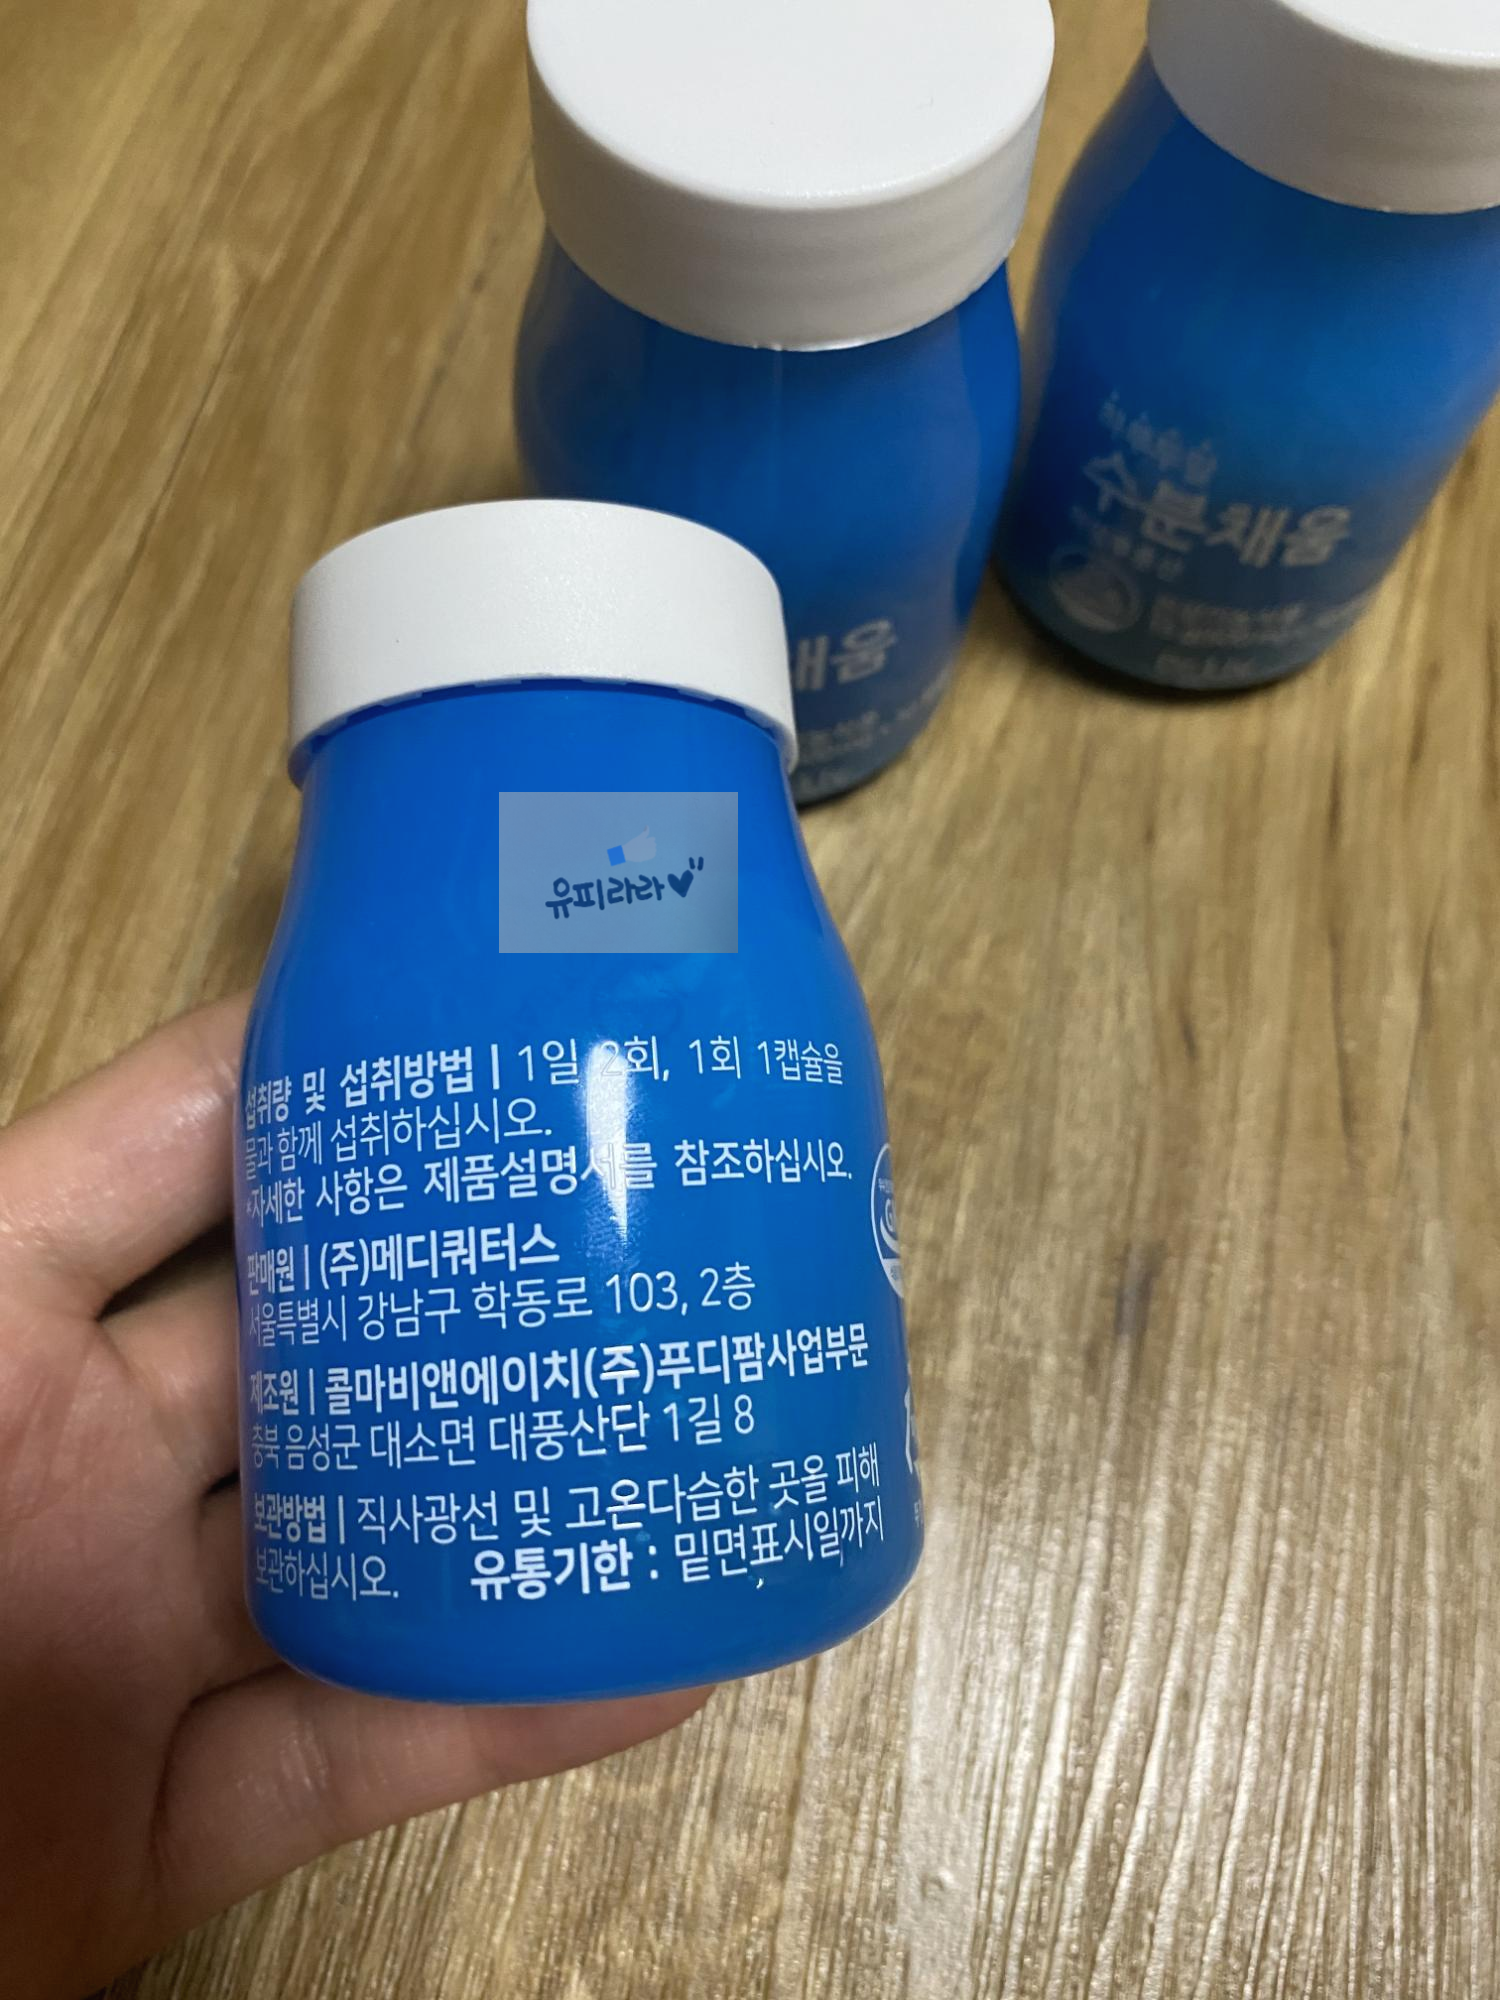 수분채움
채움
유피라라
섭취량 및 섭취방법 | 1일 2회, 1회 1캡슐을
물과 함께 섭취하십시오.
*자세한 사항은 제품설명서를 참조하십시오.
판매원 | (주)메디쿼터스
서울특별시 강남구 학동로 103, 2층
제조원 | 콜마비앤에이치(주)푸디팜사업부문
충북 음성군 대소면 대풍산단 1길 8
보관방법 | 직사광선 및 고온다습한 곳을 피해
보관하십시오. 유통기한 : 밑면표시일까지